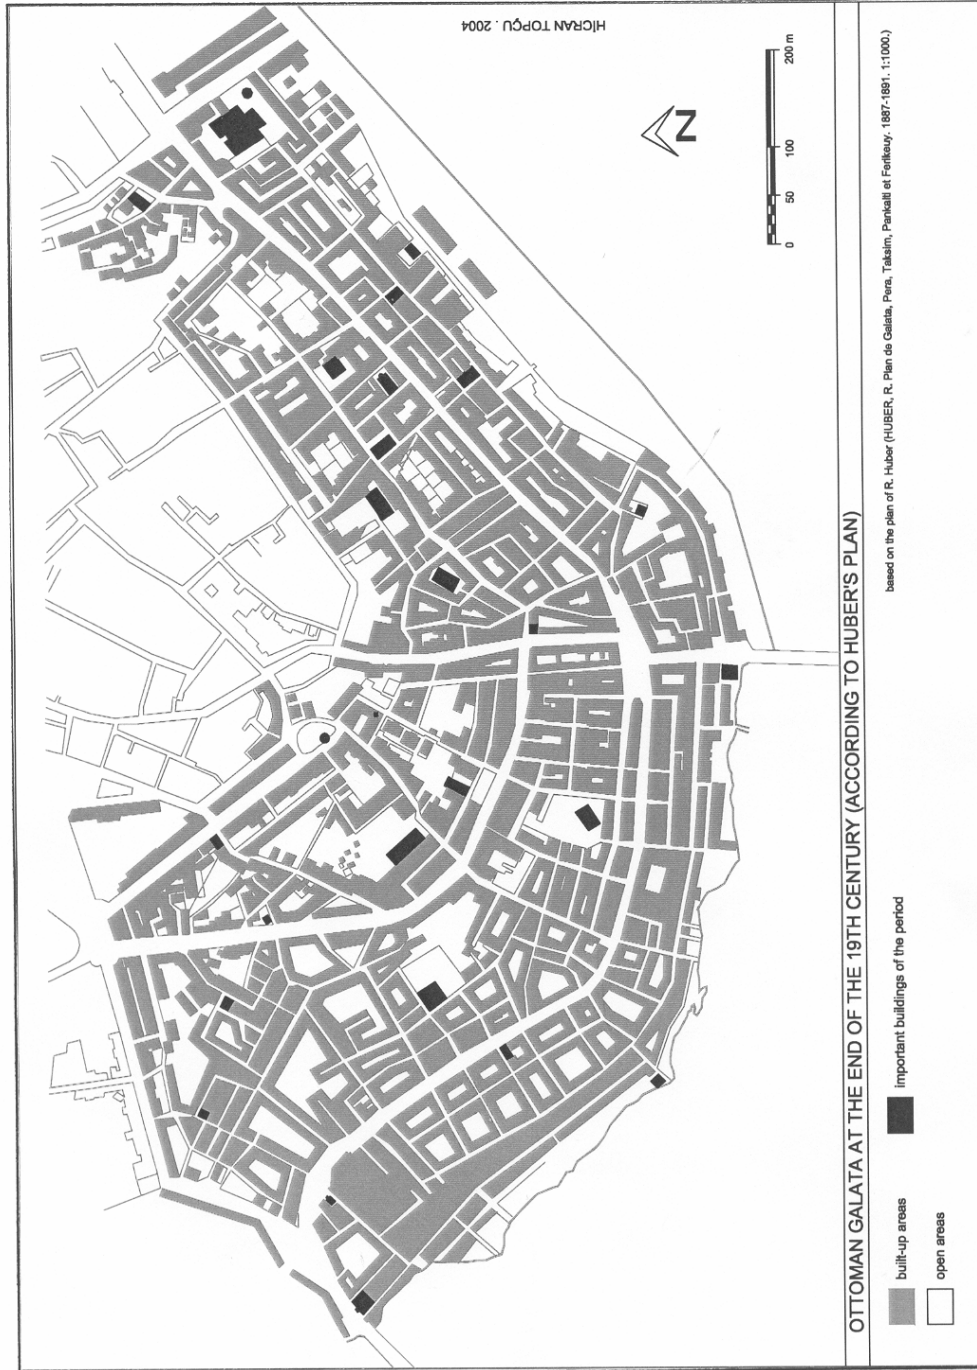 HİCRAN TOPÇU . 2004
N
0 50 100 200 m
OTTOMAN GALATA AT THE END OF THE 19TH CENTURY (ACCORDING TO HUBER'S PLAN)
based on the plan of R. Huber (HUBER, R. Plan de Galata, Pera, Taksim, Pankalti et Ferikeuy. 1887-1891. 1:1000.)
built-up areas
important buildings of the period
open areas